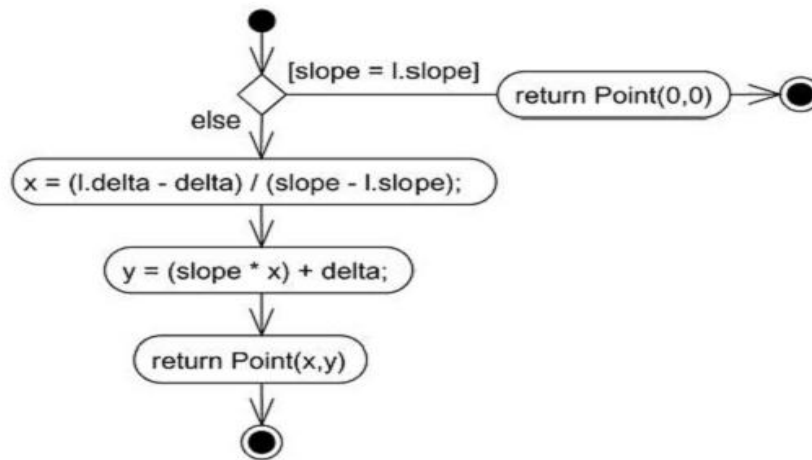 [slope = l.slope]
return Point(0,0)
else
x = (l.delta - delta) / (slope - l.slope);
y = (slope * x) + delta;
return Point(x,y)